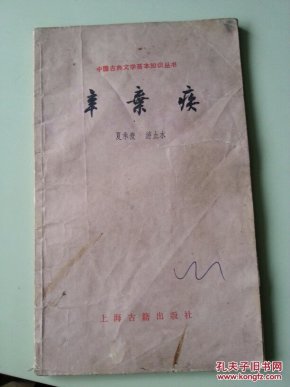 中国古典文学基本知识丛书
辛棄疾
夏承焘 游止水
上海古籍出版社
孔夫子旧书网